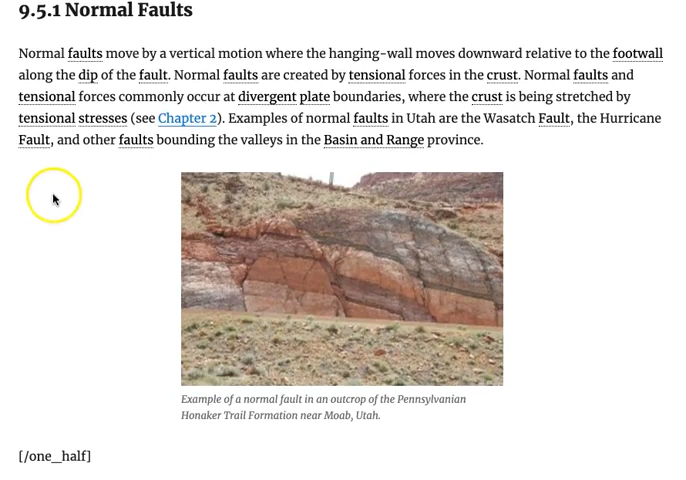 9.5.1 Normal Faults
Normal faults move by a vertical motion where the hanging-wall moves downward relative to the footwall
along the dip of the fault. Normal faults are created by tensional forces in the crust. Normal faults and
tensional forces commonly occur at divergent plate boundaries, where the crust is being stretched by
tensional stresses (see Chapter 2). Examples of normal faults in Utah are the Wasatch Fault, the Hurricane
Fault, and other faults bounding the valleys in the Basin and Range province.
Example of a normal fault in an outcrop of the Pennsylvanian
Honaker Trail Formation near Moab, Utah.
[/one_half]